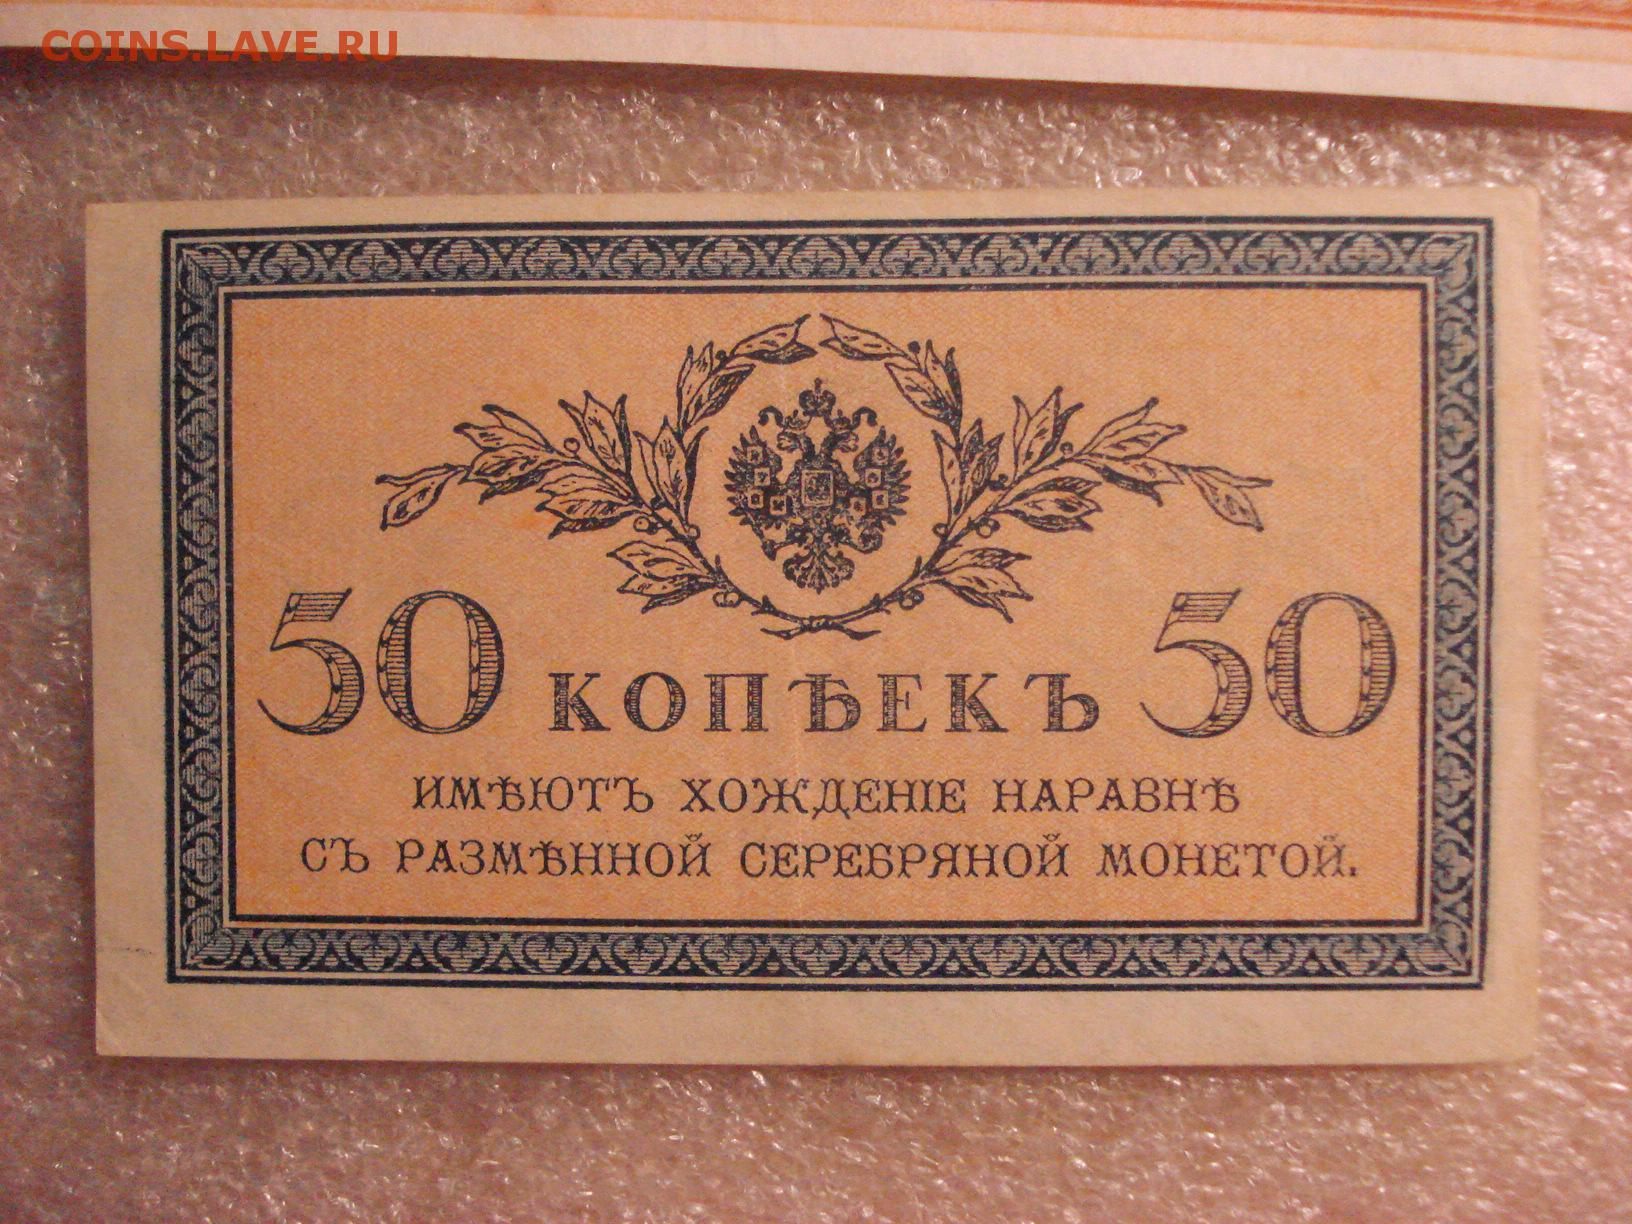 COINS.LAVE.RU
50 КОПѢЕКЪ 50
ИМѢЮТЪ ХОЖДЕНІЕ НАРАВНѢ
СЪ РАЗМѢННОЙ СЕРЕБРЯНОЙ МОНЕТОЙ.